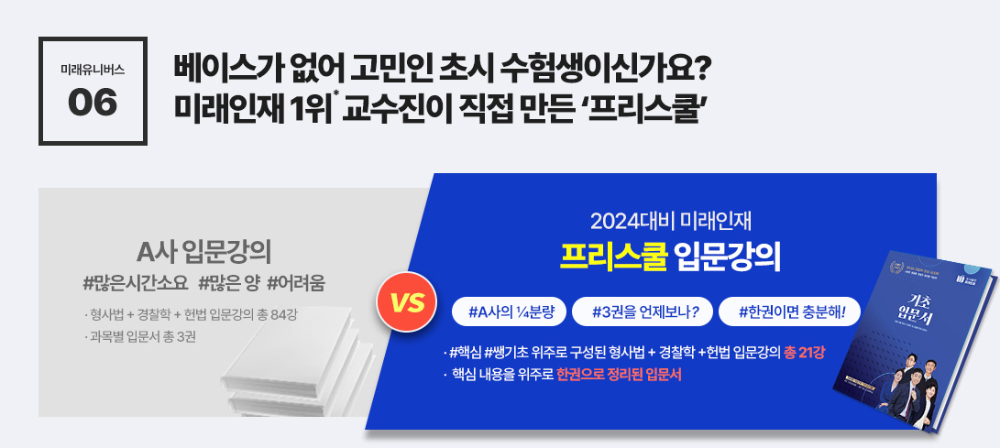 미래유니버스
06
베이스가 없어 고민인 초시 수험생이신가요?
미래인재 1위* 교수진이 직접 만든 ‘프리스쿨’
A사 입문강의
#많은시간소요 #많은 양 #어려움
· 형사법 + 경찰학 + 헌법 입문강의 총 84강
· 과목별 입문서 총 3권
VS
2024대비 미래인재
프리스쿨 입문강의
#A사의 ¼분량 #3권을 언제보나? #한권이면 충분해!
· #핵심 #쌩기초 위주로 구성된 형사법 + 경찰학 +헌법 입문강의 총 21강
· 핵심 내용을 위주로 한권으로 정리된 입문서
기초
입문서